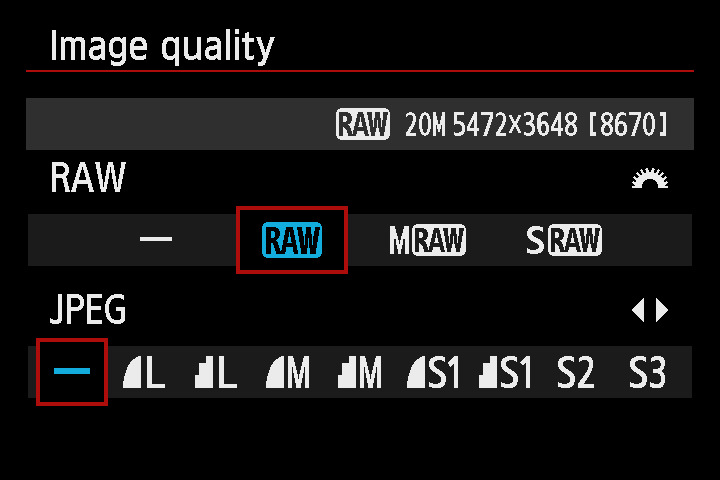 Image quality
RAW 20M 5472x3648 [8670]
RAW
— RAW MRAW SRAW
JPEG
— L L M M S1 S1 S2 S3